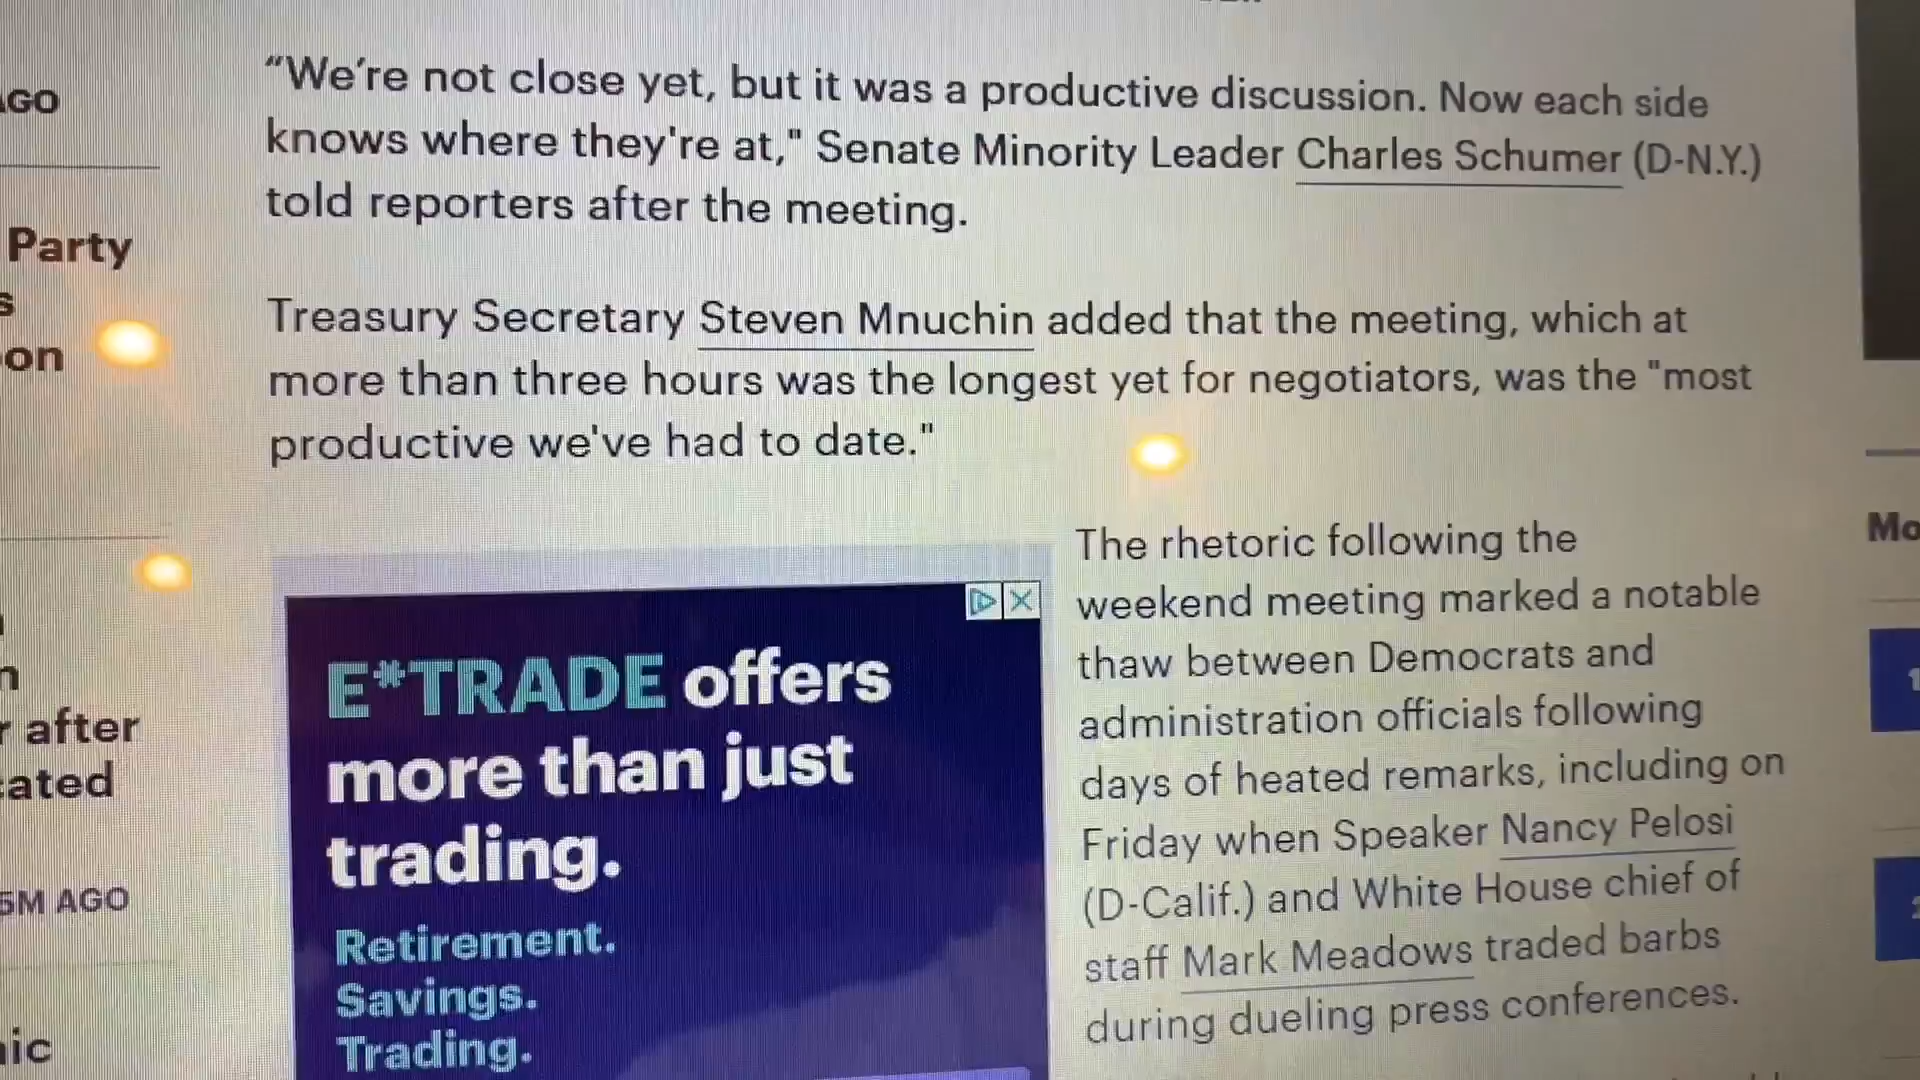 AGO
Party
s
on
r after
5M AGO
“We’re not close yet, but it was a productive discussion. Now each side
knows where they're at," Senate Minority Leader Charles Schumer (D-N.Y.)
told reporters after the meeting.
Treasury Secretary Steven Mnuchin added that the meeting, which at
more than three hours was the longest yet for negotiators, was the "most
productive we've had to date."
E*TRADE offers
more than just
trading.
Retirement.
Savings.
Trading.
The rhetoric following the
weekend meeting marked a notable
thaw between Democrats and
administration officials following
days of heated remarks, including on
Friday when Speaker Nancy Pelosi
(D-Calif.) and White House chief of
staff Mark Meadows traded barbs
during dueling press conferences.
Mo